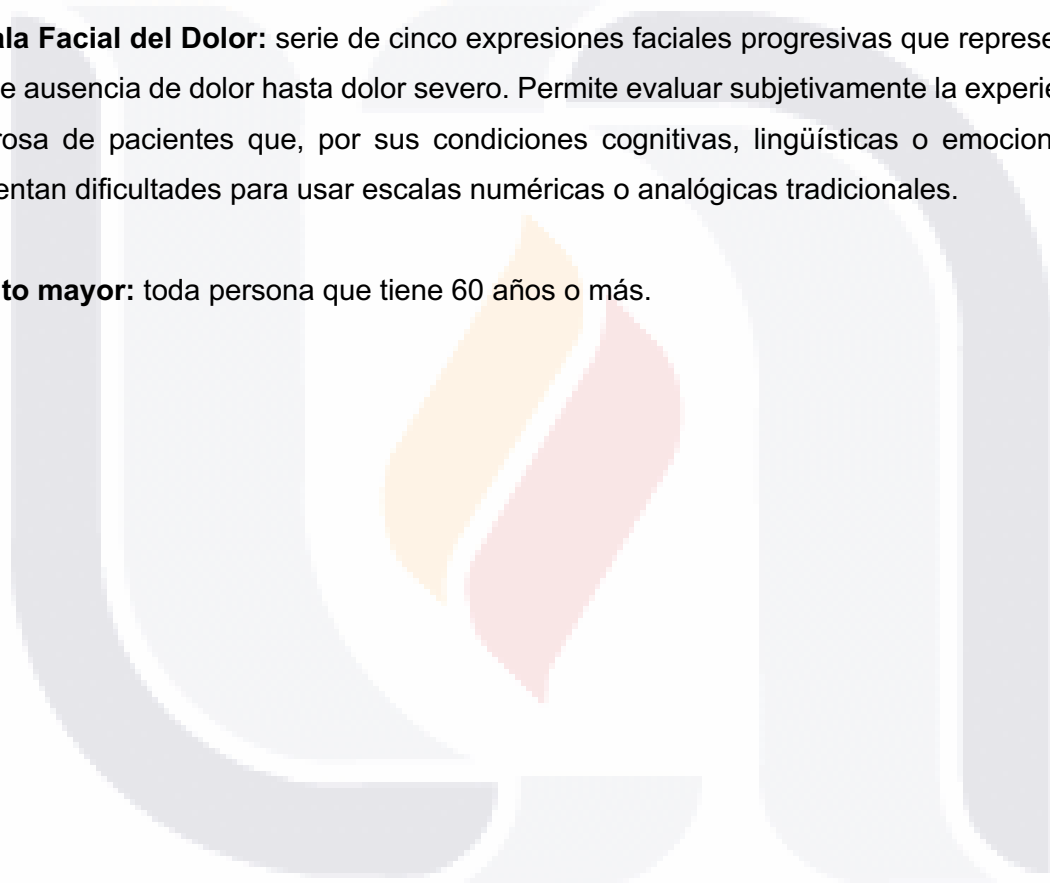 ala Facial del Dolor: serie de cinco expresiones faciales progresivas que represe
e ausencia de dolor hasta dolor severo. Permite evaluar subjetivamente la experie
rosa de pacientes que, por sus condiciones cognitivas, lingüísticas o emocion
entan dificultades para usar escalas numéricas o analógicas tradicionales.
to mayor: toda persona que tiene 60 años o más.